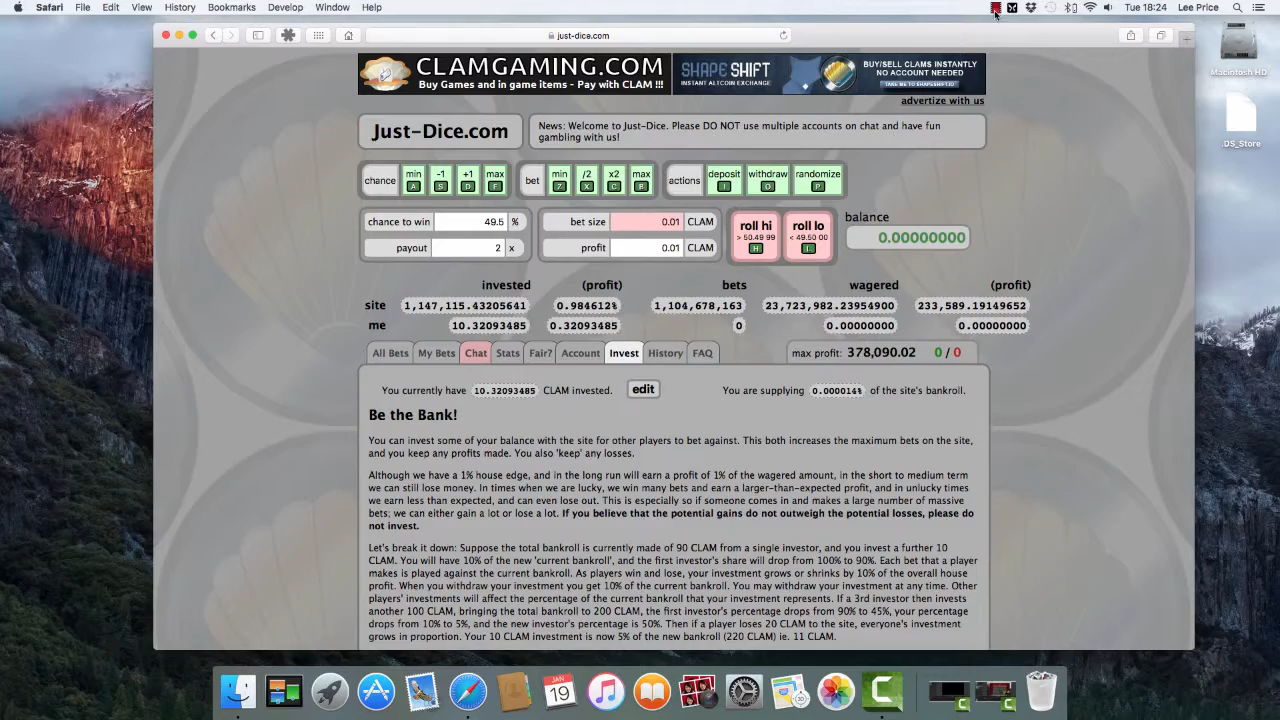 Safari File Edit View History Bookmarks Develop Window Help Tue 18:24 Lee Price
just-dice.com
Macintosh HD
.DS_Store
CLAMGAMING.COM
Buy Games and in game items - Pay with CLAM !!!
SHAPE SHIFT
INSTANT ALTCOIN EXCHANGE
BUY/SELL CLAMS INSTANTLY
NO ACCOUNT NEEDED
TAKE ME TO SHAPESHIFT.IO
advertize with us
Just-Dice.com
News: Welcome to Just-Dice. Please DO NOT use multiple accounts on chat and have fun
gambling with us!
chance min -1 +1 max bet min /2 x2 max actions deposit withdraw randomize
A S D F Z X C B I O P
chance to win 49.5 % bet size 0.01 CLAM
payout 2 x profit 0.01 CLAM
roll hi
> 50.49 99
H
roll lo
< 49.50 00
L
balance
0.00000000
invested (profit) bets wagered (profit)
site 1,147,115.43205641 0.984612% 1,104,678,163 23,723,982.23954900 233,589.19149652
me 10.32093485 0.32093485 0 0.00000000 0.00000000
All Bets My Bets Chat Stats Fair? Account Invest History FAQ max profit: 378,090.02 0 / 0
You currently have 10.32093485 CLAM invested. edit You are supplying 0.000014% of the site's bankroll.
Be the Bank!
You can invest some of your balance with the site for other players to bet against. This both increases the maximum bets on the site,
and you keep any profits made. You also 'keep' any losses.
Although we have a 1% house edge, and in the long run will earn a profit of 1% of the wagered amount, in the short to medium term
we can still lose money. In times when we are lucky, we win many bets and earn a larger-than-expected profit, and in unlucky times
we earn less than expected, and can even lose out. This is especially so if someone comes in and makes a large number of massive
bets; we can either gain a lot or lose a lot. If you believe that the potential gains do not outweigh the potential losses, please do
not invest.
Let's break it down: Suppose the total bankroll is currently made of 90 CLAM from a single investor, and you invest a further 10
CLAM. You will have 10% of the new 'current bankroll', and the first investor's share will drop from 100% to 90%. Each bet that a player
makes is played against the current bankroll. As players win and lose, your investment grows or shrinks by 10% of the overall house
profit. When you withdraw your investment you get 10% of the current bankroll. You may withdraw your investment at any time. Other
players' investments will affect the percentage of the current bankroll that your investment represents. If a 3rd investor then invests
another 100 CLAM, bringing the total bankroll to 200 CLAM, the first investor's percentage drops from 90% to 45%, your percentage
drops from 10% to 5%, and the new investor's percentage is 50%. Then if a player loses 20 CLAM to the site, everyone's investment
grows in proportion. Your 10 CLAM investment is now 5% of the new bankroll (220 CLAM) ie. 11 CLAM.
JAN
19